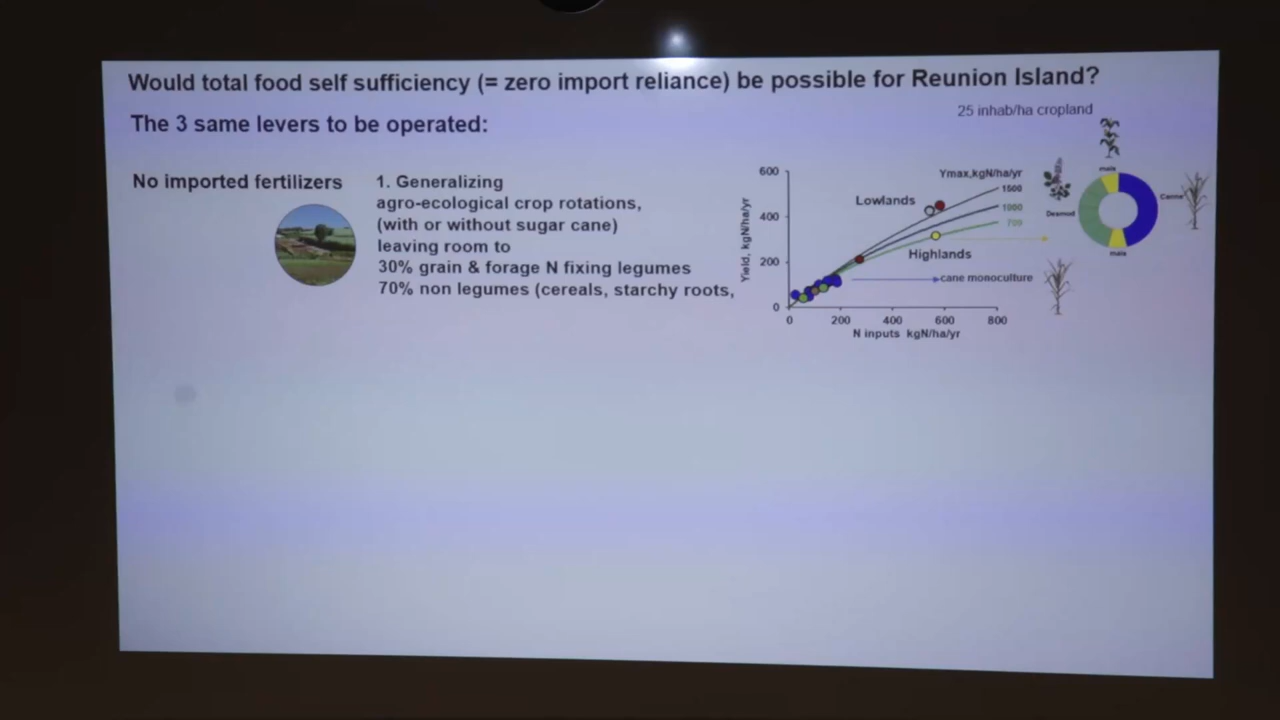 Would total food self sufficiency (= zero import reliance) be possible for Reunion Island?
The 3 same levers to be operated:
25 inhab/ha cropland
No imported fertilizers
1. Generalizing
agro-ecological crop rotations,
(with or without sugar cane)
leaving room to
30% grain & forage N fixing legumes
70% non legumes (cereals, starchy roots,
Yield, kgN/ha/yr
600
400
200
0
Ymax,kgN/ha/yr
1500
1000
700
Lowlands
Highlands
cane monoculture
0
200
400
600
800
N inputs kgN/ha/yr
maïs
Desmod
Canne
maïs